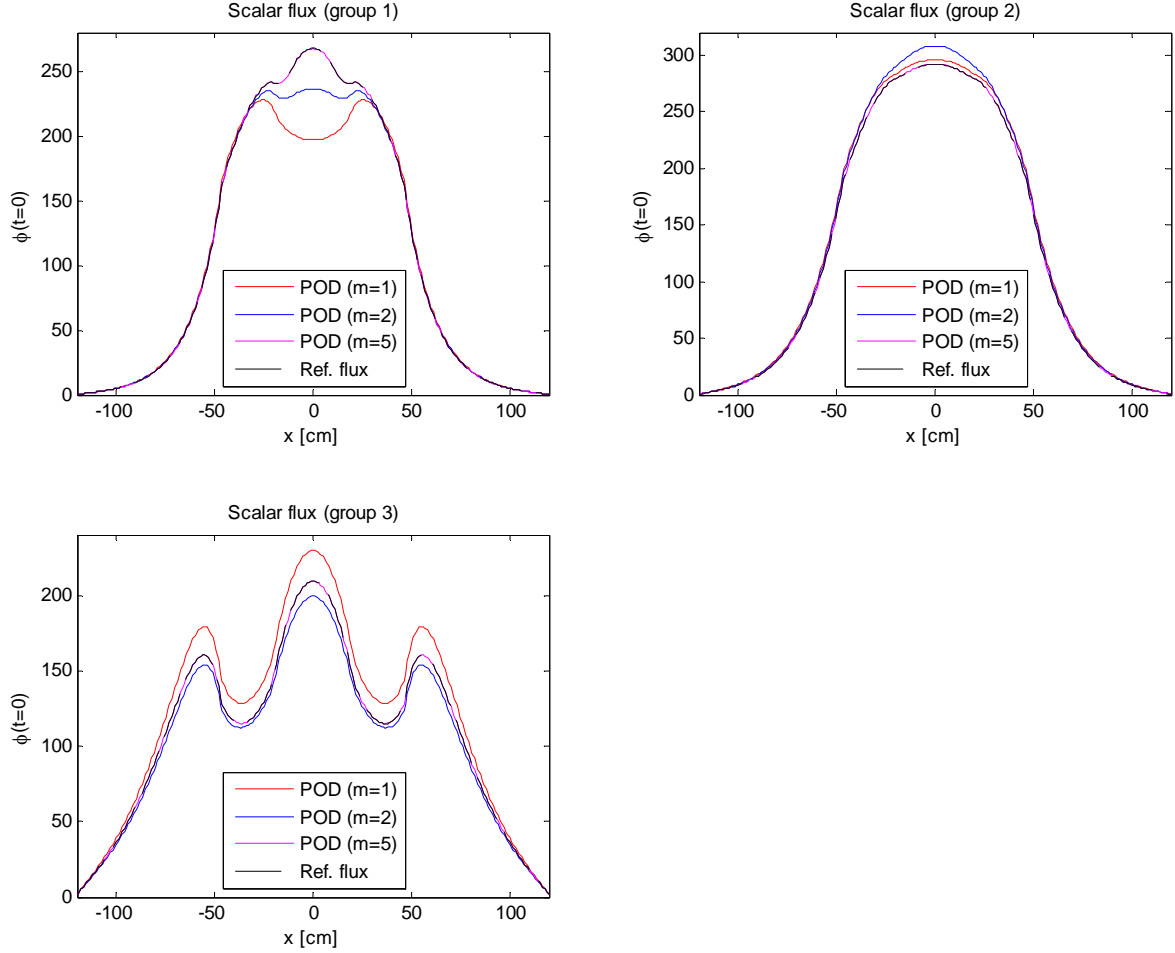 Scalar flux (group 1)
250
200
150
100
50
0
ϕ(t=0)
-100
-50
0
50
100
x [cm]
POD (m=1)
POD (m=2)
POD (m=5)
Ref. flux
Scalar flux (group 2)
300
250
200
150
100
50
0
ϕ(t=0)
-100
-50
0
50
100
x [cm]
POD (m=1)
POD (m=2)
POD (m=5)
Ref. flux
Scalar flux (group 3)
200
150
100
50
0
ϕ(t=0)
-100
-50
0
50
100
x [cm]
POD (m=1)
POD (m=2)
POD (m=5)
Ref. flux